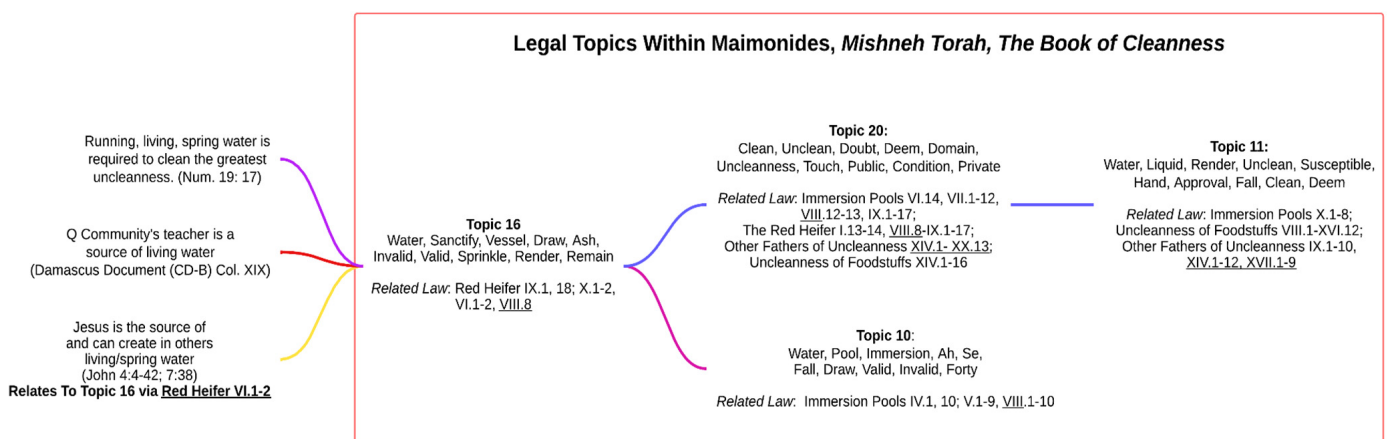 Legal Topics Within Maimonides, Mishneh Torah, The Book of Cleanness
Running, living, spring water is
required to clean the greatest
uncleanness. (Num. 19: 17)
Q Community's teacher is a
source of living water
(Damascus Document (CD-B) Col. XIX)
Jesus is the source of
and can create in others
living/spring water
(John 4:4-42; 7:38)
Relates To Topic 16 via Red Heifer VI.1-2
Topic 16
Water, Sanctify, Vessel, Draw, Ash,
Invalid, Valid, Sprinkle, Render, Remain
Related Law: Red Heifer IX.1, 18; X.1-2,
VI.1-2, VIII.8
Topic 20:
Clean, Unclean, Doubt, Deem, Domain,
Uncleanness, Touch, Public, Condition, Private
Related Law: Immersion Pools VI.14, VII.1-12,
VIII.12-13, IX.1-17;
The Red Heifer I.13-14, VIII.8-IX.1-17;
Other Fathers of Uncleanness XIV.1- XX.13;
Uncleanness of Foodstuffs XIV.1-16
Topic 10:
Water, Pool, Immersion, Ah, Se,
Fall, Draw, Valid, Invalid, Forty
Related Law: Immersion Pools IV.1, 10; V.1-9, VIII.1-10
Topic 11:
Water, Liquid, Render, Unclean, Susceptible,
Hand, Approval, Fall, Clean, Deem
Related Law: Immersion Pools X.1-8;
Uncleanness of Foodstuffs VIII.1-XVI.12;
Other Fathers of Uncleanness IX.1-10,
XIV.1-12, XVII.1-9